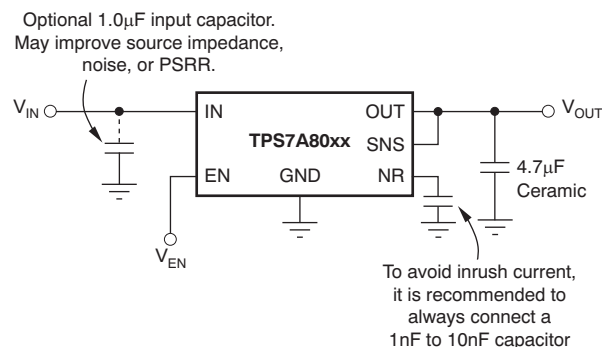 Optional 1.0μF input capacitor.
May improve source impedance,
noise, or PSRR.
VIN
IN
OUT
VOUT
TPS7A80xx
SNS
EN
GND
NR
4.7μF
Ceramic
VEN
To avoid inrush current,
it is recommended to
always connect a
1nF to 10nF capacitor